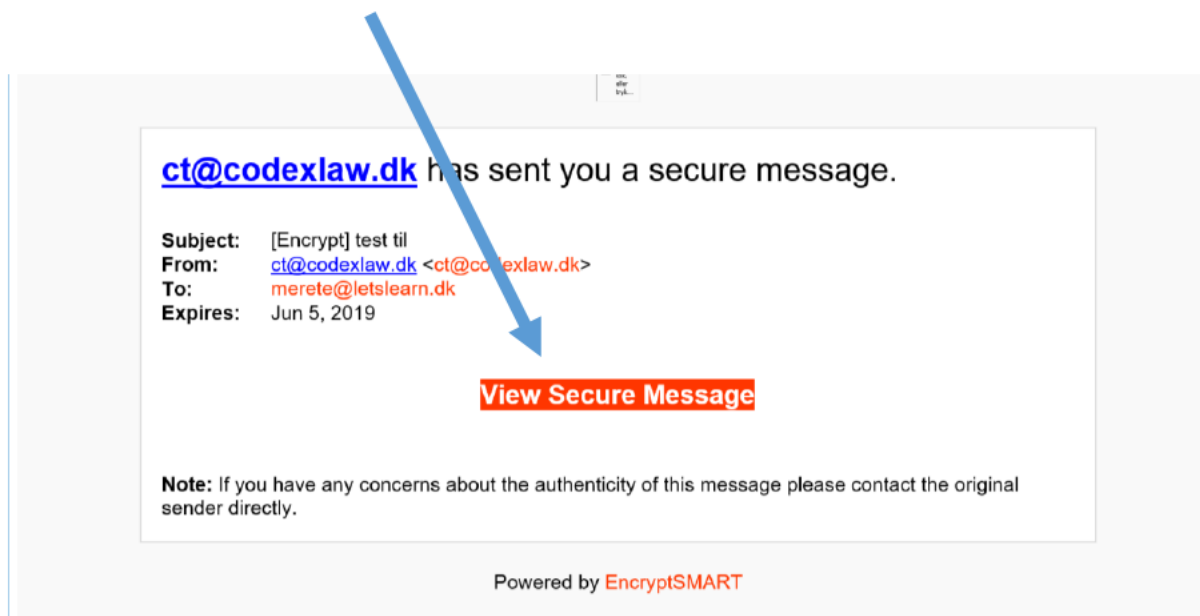 eller
tryk...
ct@codexlaw.dk has sent you a secure message.
Subject: [Encrypt] test til
From: ct@codexlaw.dk <ct@codexlaw.dk>
To: merete@letslearn.dk
Expires: Jun 5, 2019
View Secure Message
Note: If you have any concerns about the authenticity of this message please contact the original
sender directly.
Powered by EncryptSMART